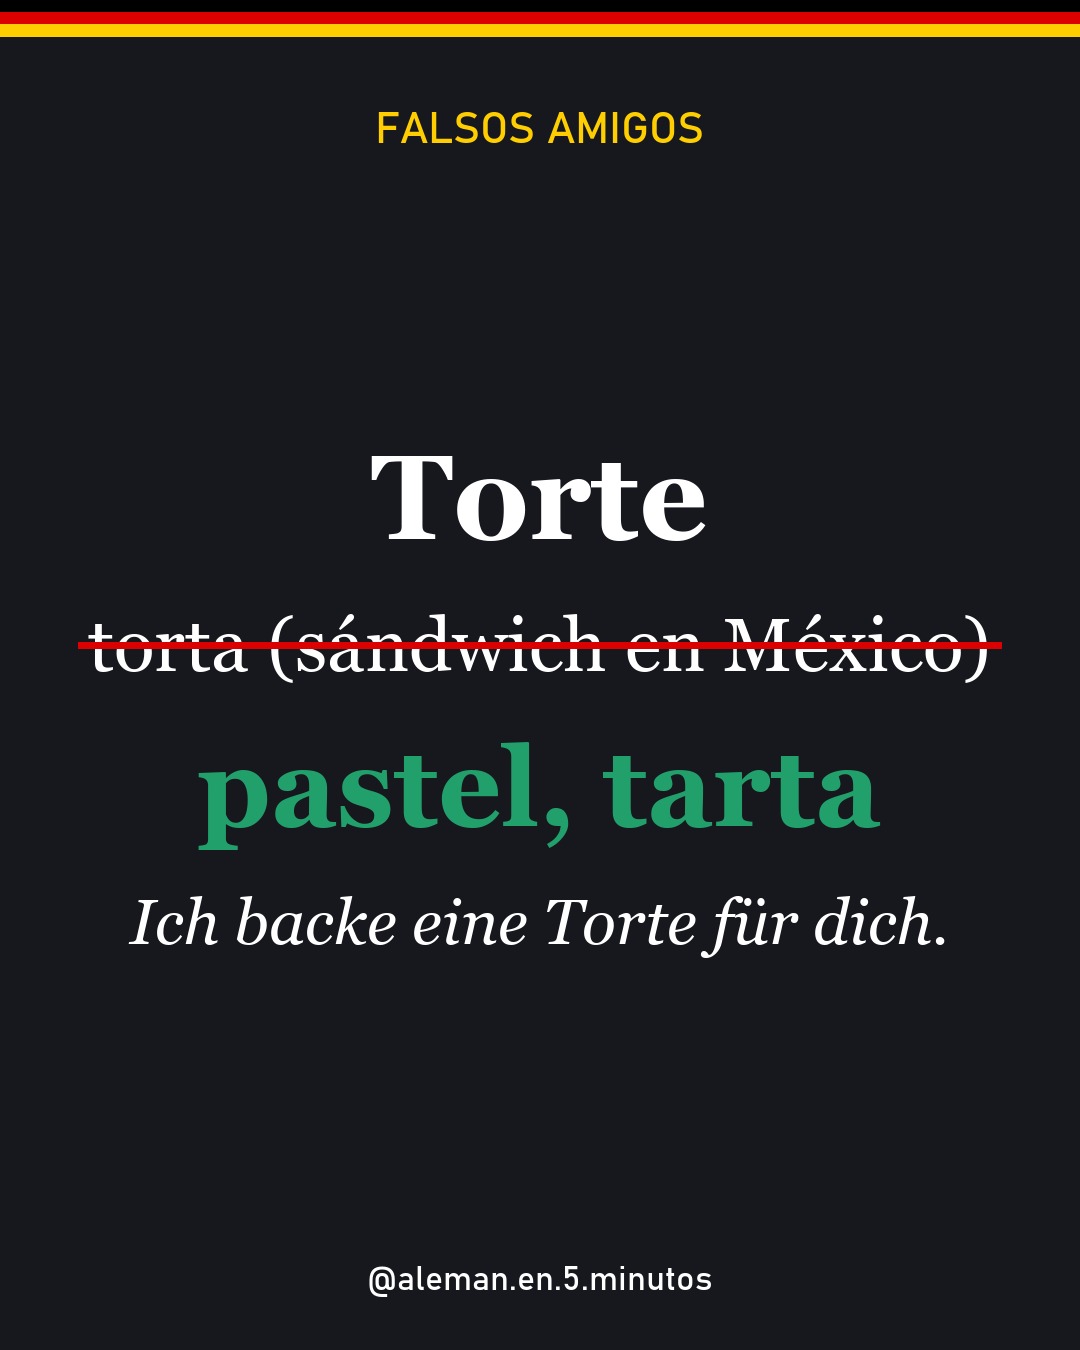 FALSOS AMIGOS
Torte
torta (sándwich en México)
pastel, tarta
Ich backe eine Torte für dich.
@aleman.en.5.minutos